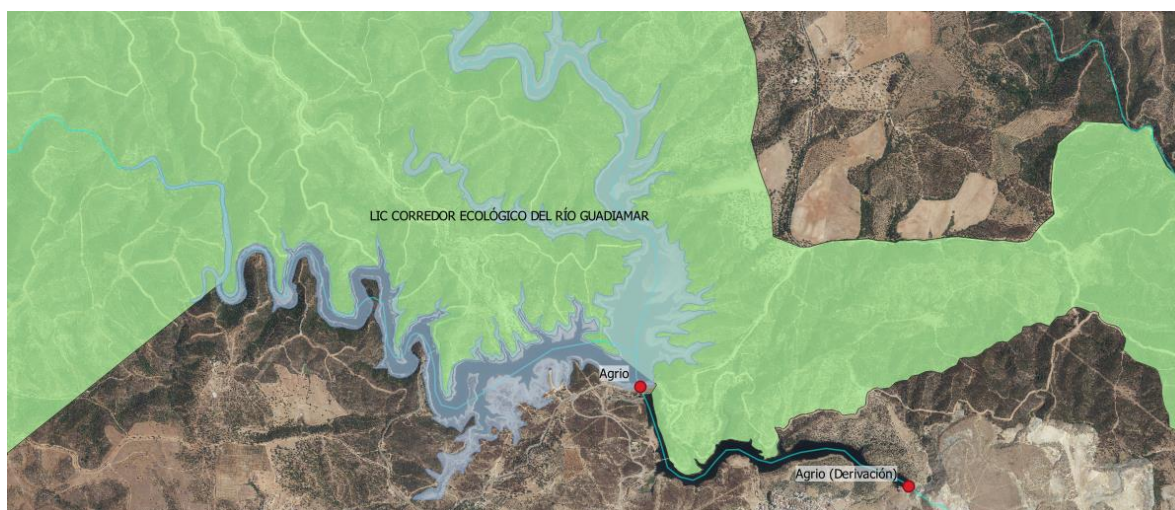 LIC CORREDOR ECOLÓGICO DEL RÍO GUADIAMAR
Agrio
Agrio (Derivación)